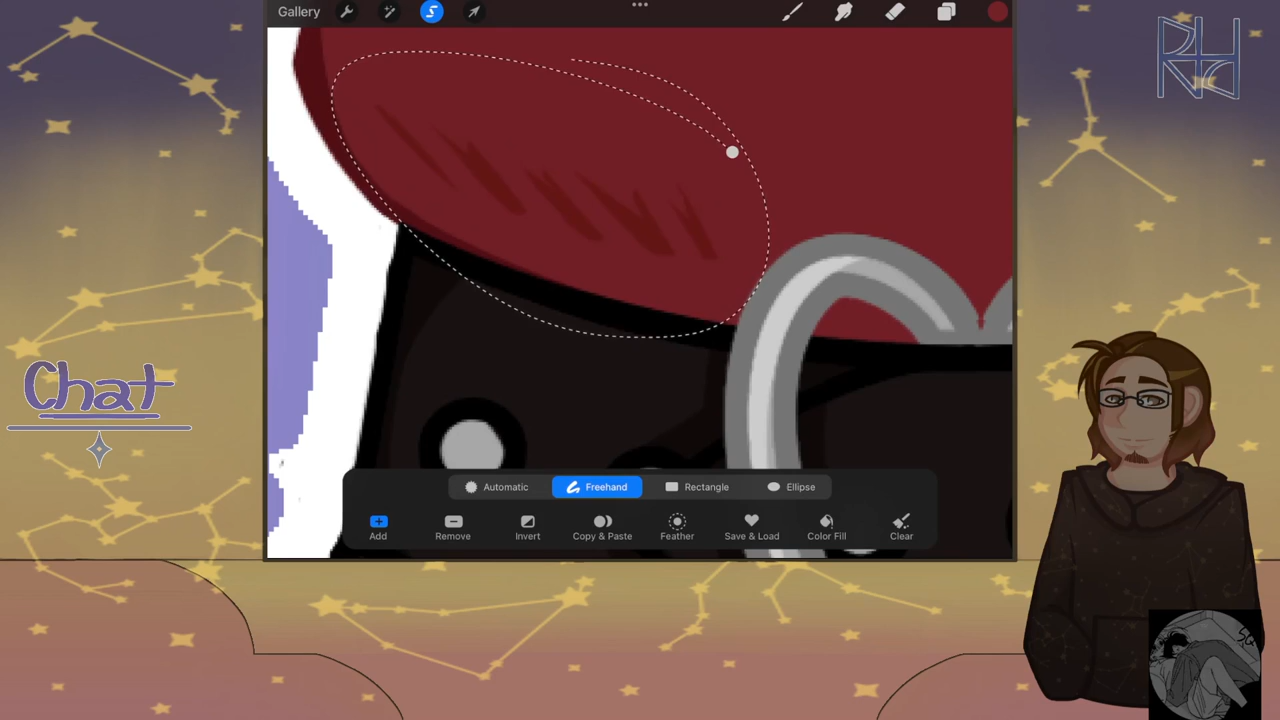 Gallery
Chat
Automatic Freehand Rectangle Ellipse
Add Remove Invert Copy & Paste Feather Save & Load Color Fill Clear